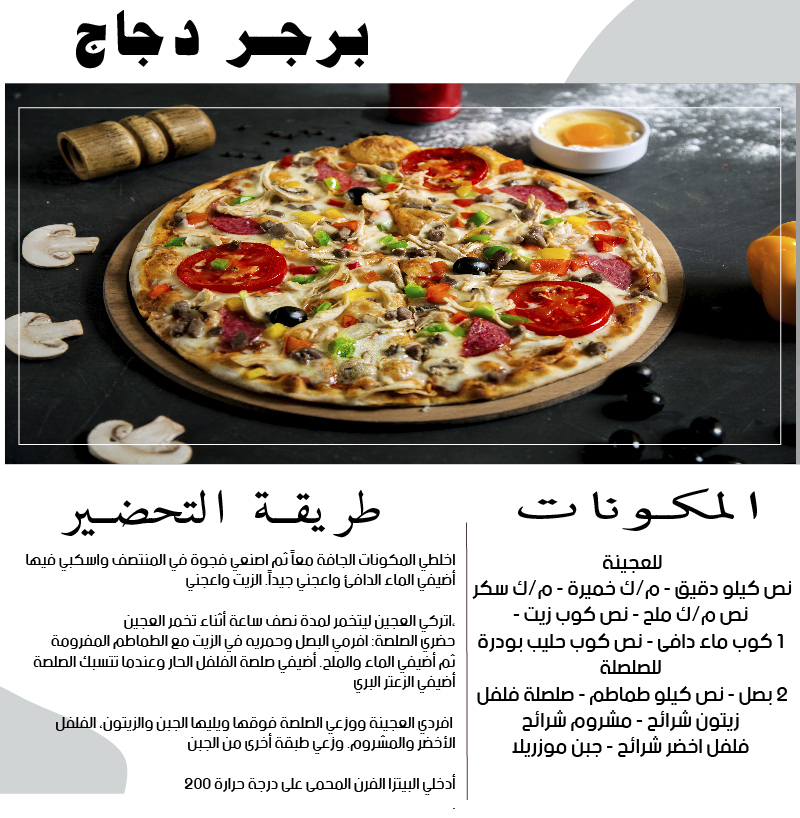 برجر دجاج
المكونات
للعجينة
نص كيلو دقيق - م/ك خميرة - م/ك سكر
نص م/ك ملح - نص كوب زيت -
1 كوب ماء دافى - نص كوب حليب بودرة
للصلصلة
2 بصل - نص كيلو طماطم - صلصلة فلفل
زيتون شرائح - مشروم شرائح
فلفل اخضر شرائح - جبن موزريلا
طريقة التحضير
اخلطي المكونات الجافة معاً ثم اصنعي فجوة في المنتصف واسكبي فيها
أضيفي الماء الدافئ واعجني جيداً. الزيت واعجني
،اتركي العجين ليتخمر لمدة نصف ساعة أثناء تخمر العجين
حضري الصلصة: افرمي البصل وحمريه في الزيت مع الطماطم المفرومة
ثم أضيفي الماء والملح. أضيفي صلصة الفلفل الحار وعندما تتسبك الصلصة
أضيفي الزعتر البري
افردي العجينة ووزعي الصلصة فوقها ويليها الجبن والزيتون، الفلفل
الأخضر والمشروم. وزعي طبقة أخرى من الجبن
أدخلي البيتزا الفرن المحمى على درجة حرارة 200
.